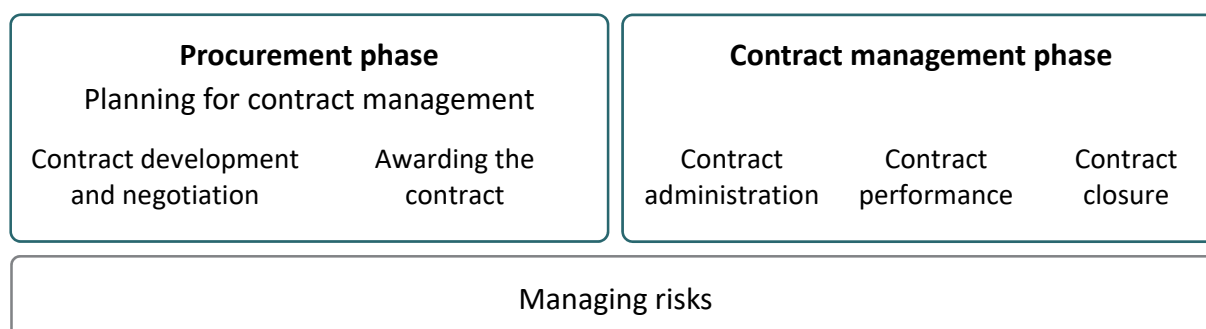 Procurement phase
Planning for contract management
Contract development
and negotiation
Awarding the
contract
Contract management phase
Contract
administration
Contract
performance
Contract
closure
Managing risks